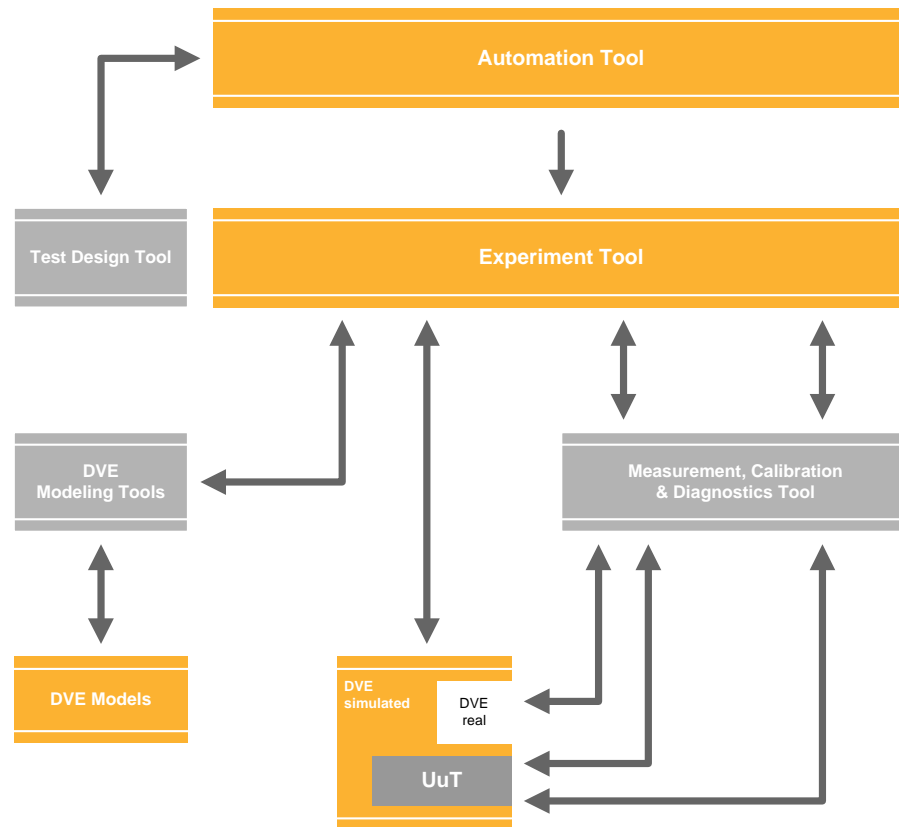 Automation Tool
Test Design Tool
Experiment Tool
DVE
Modeling Tools
Measurement, Calibration
& Diagnostics Tool
DVE Models
DVE
simulated
DVE
real
UuT